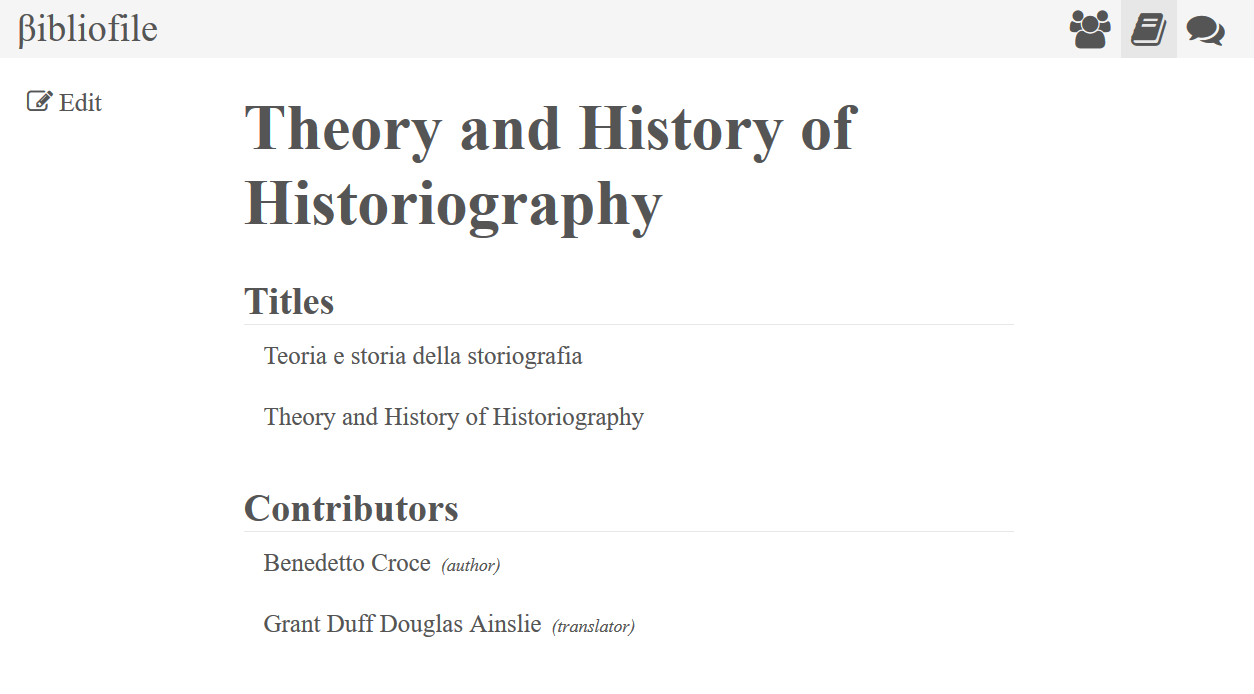 βibliofile
Edit
Theory and History of
Historiography
Titles
Teoria e storia della storiografia
Theory and History of Historiography
Contributors
Benedetto Croce (author)
Grant Duff Douglas Ainslie (translator)